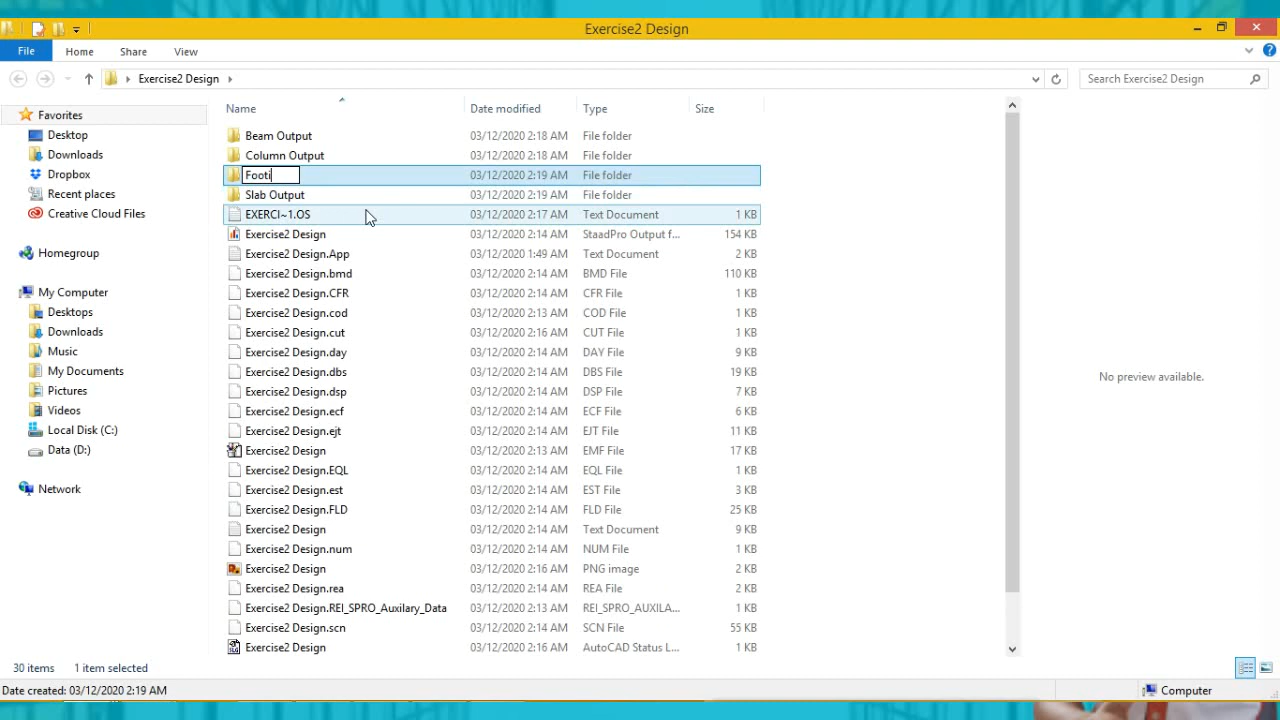 Exercise2 Design
File Home Share View
Exercise2 Design
Search Exercise2 Design
Favorites
Desktop
Downloads
Dropbox
Recent places
Creative Cloud Files
Homegroup
My Computer
Desktops
Downloads
Music
My Documents
Pictures
Videos
Local Disk (C:)
Data (D:)
Network
Name Date modified Type Size
Beam Output 03/12/2020 2:18 AM File folder
Column Output 03/12/2020 2:18 AM File folder
Footi 03/12/2020 2:19 AM File folder
Slab Output 03/12/2020 2:19 AM File folder
EXERCI~1.OS 03/12/2020 2:17 AM Text Document 1 KB
Exercise2 Design 03/12/2020 2:14 AM StaadPro Output f... 154 KB
Exercise2 Design.App 03/12/2020 1:49 AM Text Document 2 KB
Exercise2 Design.bmd 03/12/2020 2:14 AM BMD File 110 KB
Exercise2 Design.CFR 03/12/2020 2:14 AM CFR File 1 KB
Exercise2 Design.cod 03/12/2020 2:13 AM COD File 1 KB
Exercise2 Design.cut 03/12/2020 2:16 AM CUT File 1 KB
Exercise2 Design.day 03/12/2020 2:14 AM DAY File 9 KB
Exercise2 Design.dbs 03/12/2020 2:14 AM DBS File 19 KB
Exercise2 Design.dsp 03/12/2020 2:14 AM DSP File 7 KB
Exercise2 Design.ecf 03/12/2020 2:14 AM ECF File 6 KB
Exercise2 Design.ejt 03/12/2020 2:14 AM EJT File 11 KB
Exercise2 Design 03/12/2020 2:13 AM EMF File 17 KB
Exercise2 Design.EQL 03/12/2020 2:14 AM EQL File 1 KB
Exercise2 Design.est 03/12/2020 2:14 AM EST File 3 KB
Exercise2 Design.FLD 03/12/2020 2:14 AM FLD File 25 KB
Exercise2 Design 03/12/2020 2:14 AM Text Document 9 KB
Exercise2 Design.num 03/12/2020 2:14 AM NUM File 1 KB
Exercise2 Design 03/12/2020 2:16 AM PNG image 2 KB
Exercise2 Design.rea 03/12/2020 2:14 AM REA File 2 KB
Exercise2 Design.REI_SPRO_Auxilary_Data 03/12/2020 2:13 AM REI_SPRO_AUXILA... 1 KB
Exercise2 Design.scn 03/12/2020 2:14 AM SCN File 55 KB
Exercise2 Design 03/12/2020 2:16 AM AutoCAD Status L... 1 KB
No preview available.
30 items 1 item selected
Date created: 03/12/2020 2:19 AM
Computer